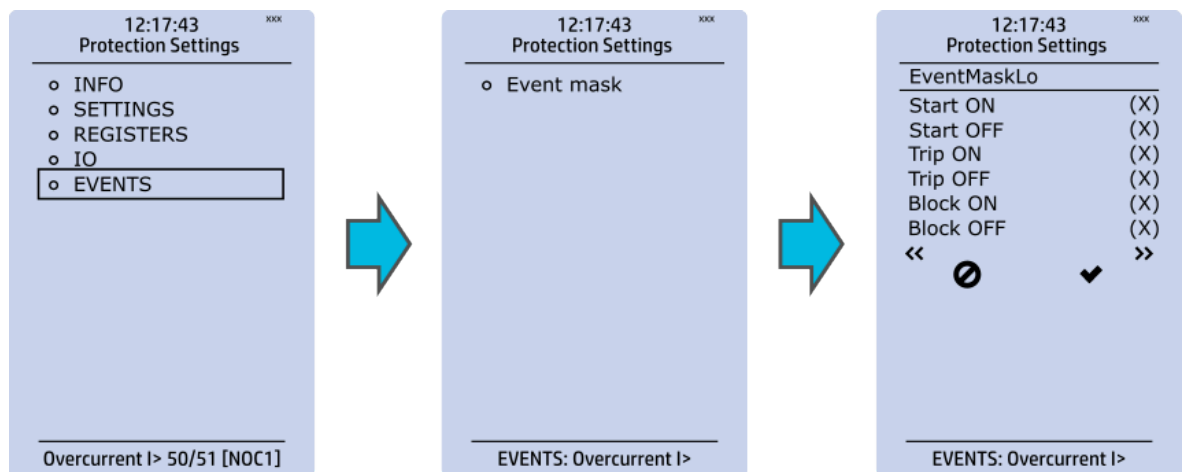 12:17:43 xxx
Protection Settings
INFO
SETTINGS
REGISTERS
IO
EVENTS
Overcurrent I> 50/51 [NOC1]
12:17:43 xxx
Protection Settings
Event mask
EVENTS: Overcurrent I>
12:17:43 xxx
Protection Settings
EventMaskLo
Start ON (X)
Start OFF (X)
Trip ON (X)
Trip OFF (X)
Block ON (X)
Block OFF (X)
<< >>
EVENTS: Overcurrent I>